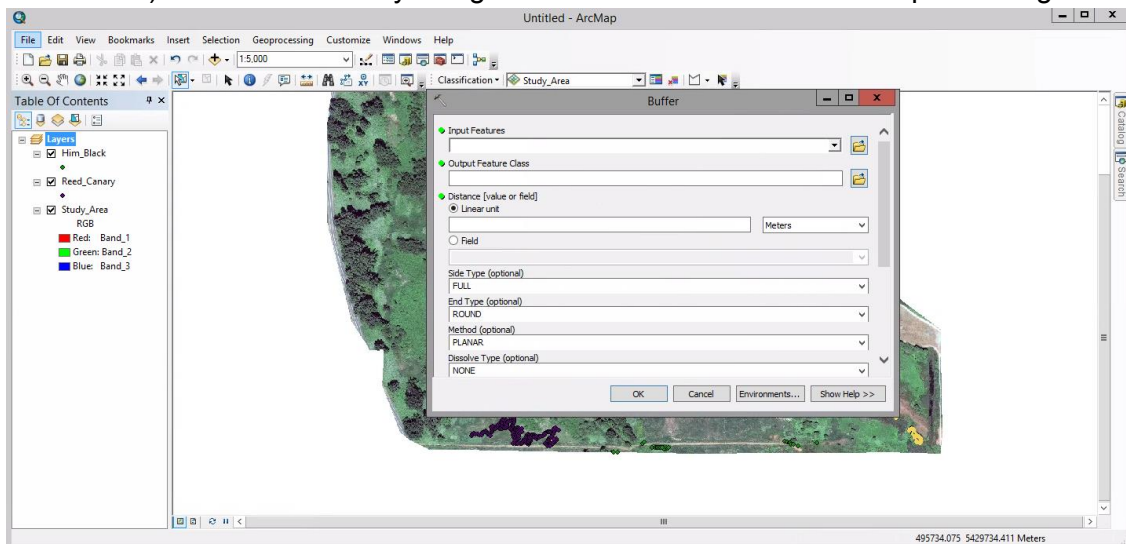 Untitled - ArcMap
File Edit View Bookmarks Insert Selection Geoprocessing Customize Windows Help
1:5,000
Classification Study_Area
Table Of Contents
Layers
Him_Black
Reed_Canary
Study_Area
RGB
Red: Band_1
Green: Band_2
Blue: Band_3
Buffer
Input Features
Output Feature Class
Distance [value or field]
Linear unit
Meters
Field
Side Type (optional)
FULL
End Type (optional)
ROUND
Method (optional)
PLANAR
Dissolve Type (optional)
NONE
OK Cancel Environments... Show Help >>
Catalog
Search
495734.075 5429734.411 Meters